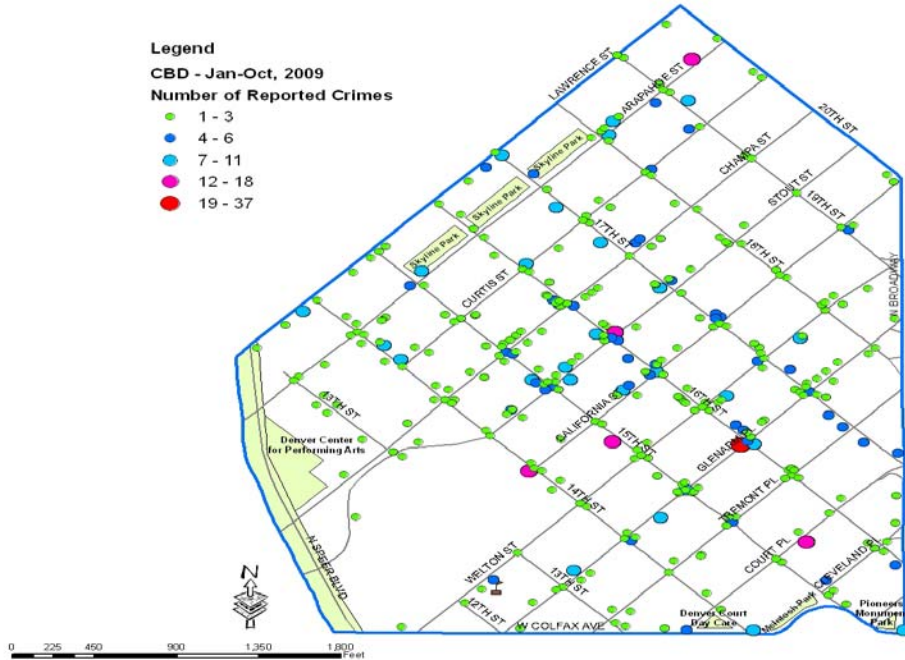 Legend
CBD - Jan-Oct, 2009
Number of Reported Crimes
1 - 3
4 - 6
7 - 11
12 - 18
19 - 37
LAWRENCE ST
ARAPAHOE ST
20TH ST
CHAMPA ST
STOUT ST
19TH ST
Skyline Park
Skyline Park
Skyline Park
17TH ST
18TH ST
CURTIS ST
N BROADWAY
16TH ST
CALIFORNIA
15TH ST
GLENARM
13TH ST
Denver Center
for Performing Arts
14TH ST
TREMONT PL
COURT PL
CLEVELAND PL
N SPEER BLVD
WELTON ST
13TH ST
12TH ST
W COLFAX AVE
Denver Court
Day Care
McIntosh Park
Pioneers
Monument
Park
N
0 225 450 900 1,350 1,800
Feet